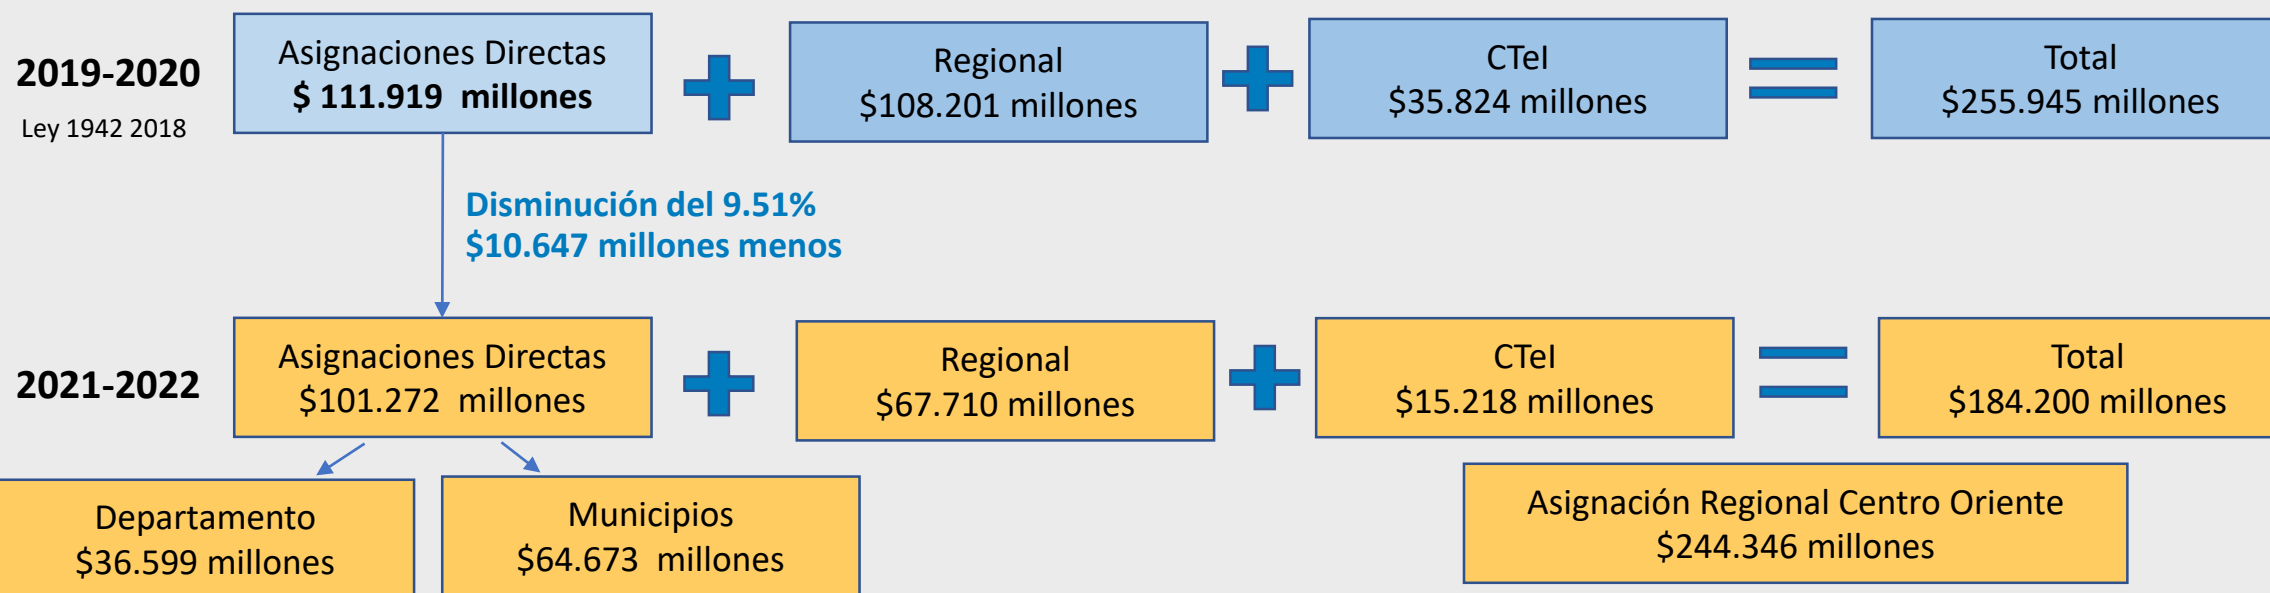 2019-2020
Ley 1942 2018
Asignaciones Directas
$ 111.919 millones
Regional
$108.201 millones
CTeI
$35.824 millones
Total
$255.945 millones
Disminución del 9.51%
$10.647 millones menos
2021-2022
Asignaciones Directas
$101.272 millones
Regional
$67.710 millones
CTeI
$15.218 millones
Total
$184.200 millones
Departamento
$36.599 millones
Municipios
$64.673 millones
Asignación Regional Centro Oriente
$244.346 millones